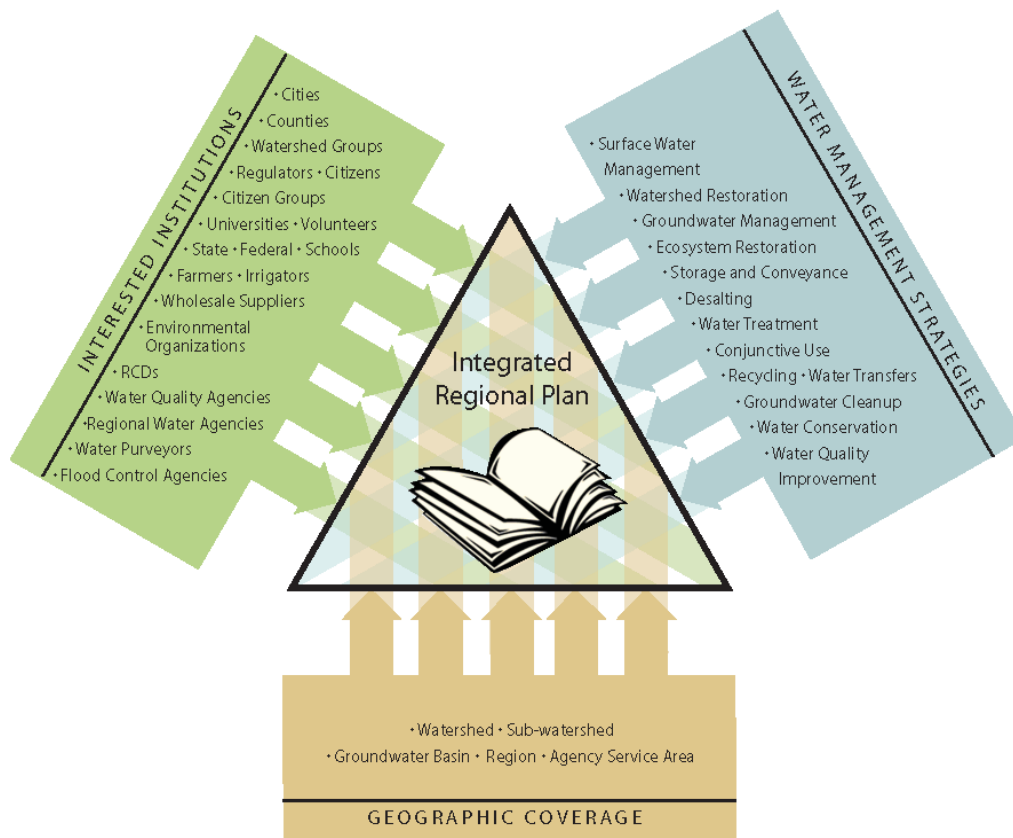 INTERESTED INSTITUTIONS
• Cities
• Counties
• Watershed Groups
• Regulators • Citizens
• Citizen Groups
• Universities • Volunteers
• State • Federal • Schools
• Farmers • Irrigators
• Wholesale Suppliers
• Environmental
Organizations
• RCDs
• Water Quality Agencies
• Regional Water Agencies
• Water Purveyors
• Flood Control Agencies
WATER MANAGEMENT STRATEGIES
• Surface Water
Management
• Watershed Restoration
• Groundwater Management
• Ecosystem Restoration
• Storage and Conveyance
• Desalting
• Water Treatment
• Conjunctive Use
• Recycling • Water Transfers
• Groundwater Cleanup
• Water Conservation
• Water Quality
Improvement
Integrated
Regional Plan
• Watershed • Sub-watershed
• Groundwater Basin • Region • Agency Service Area
GEOGRAPHIC COVERAGE